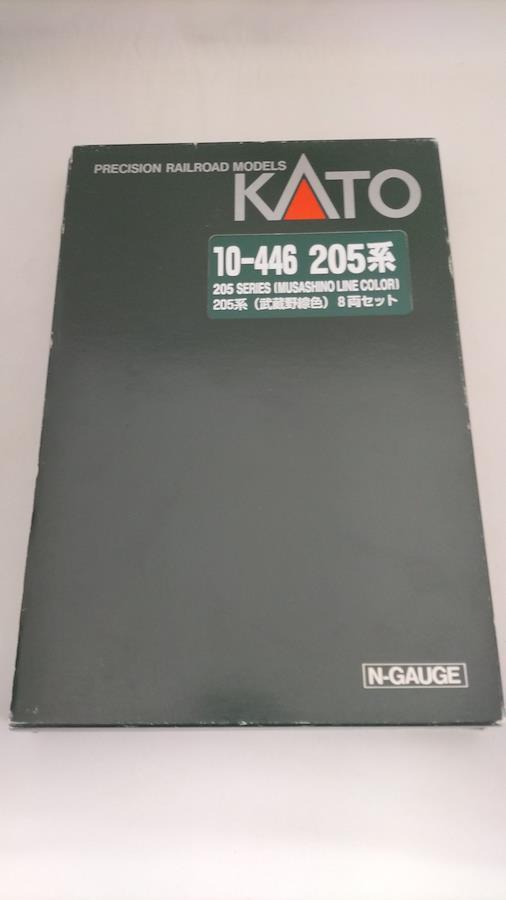 PRECISION RAILROAD MODELS
KATO
10-446 205系
205 SERIES (MUSASHINO LINE COLOR)
205系（武蔵野線色）8両セット
N-GAUGE